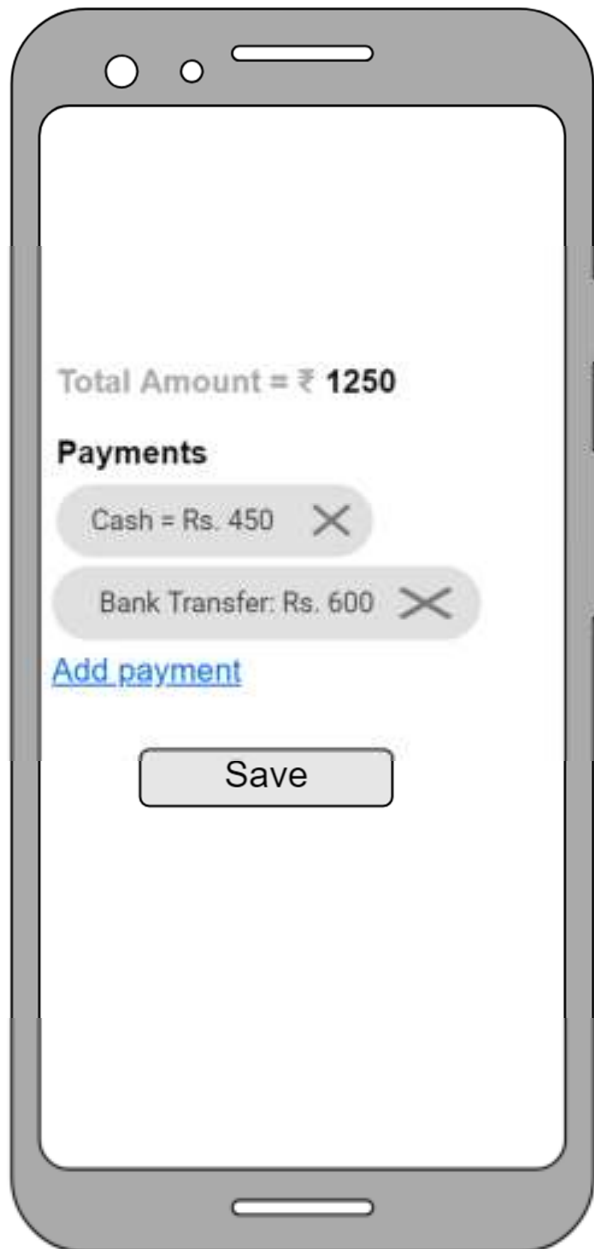 Total Amount = ₹ 1250
Payments
Cash = Rs. 450
Bank Transfer: Rs. 600
Add payment
Save